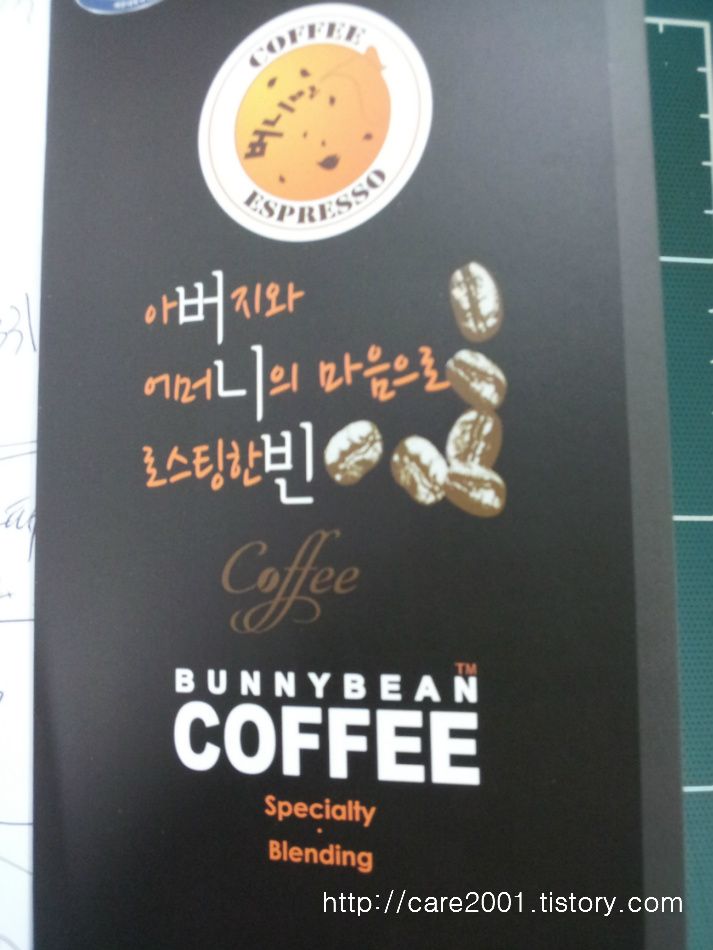 COFFEE
버니빈
ESPRESSO
아버지와
어머니의 마음으로
로스팅한빈
Coffee
BUNNYBEAN™
COFFEE
Specialty
·
Blending
http://care2001.tistory.com